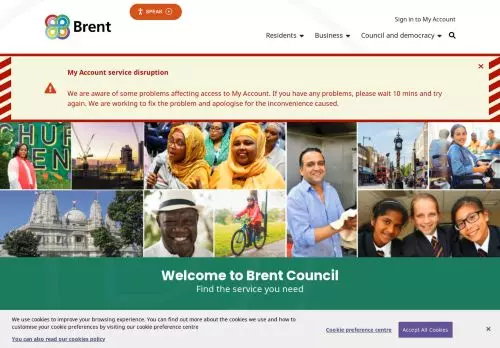 SPEAK
Brent
Sign in to My Account
Residents Business Council and democracy
My Account service disruption
We are aware of some problems affecting access to My Account. If you have any problems, please wait 10 mins and try
again. We are working to fix the problem and apologise for the inconvenience caused.
Welcome to Brent Council
Find the service you need
We use cookies to improve your browsing experience. You can find out more about the cookies we use and how to
customise your cookie preferences by visiting our cookie preference centre
You can also read our cookies policy
Cookie preference centre
Accept All Cookies